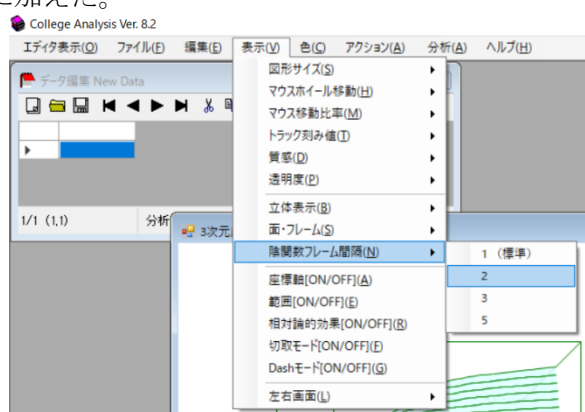 に加えた。
College Analysis Ver. 8.2
エディタ表示(O) ファイル(F) 編集(E) 表示(V) 色(C) アクション(A) 分析(A) ヘルプ(H)
データ編集 New Data
図形サイズ(S)
マウスホイール移動(H)
マウス移動比率(M)
トラック刻み値(T)
質感(D)
透明度(P)
1/1 (1,1) 分析
立体表示(B)
3次元
面・フレーム(S)
陰関数フレーム間隔(N)
1 (標準)
2
3
5
座標軸[ON/OFF](A)
範囲[ON/OFF](E)
相対論的効果[ON/OFF](R)
切取モード[ON/OFF](F)
Dashモード[ON/OFF](G)
左右画面(L)